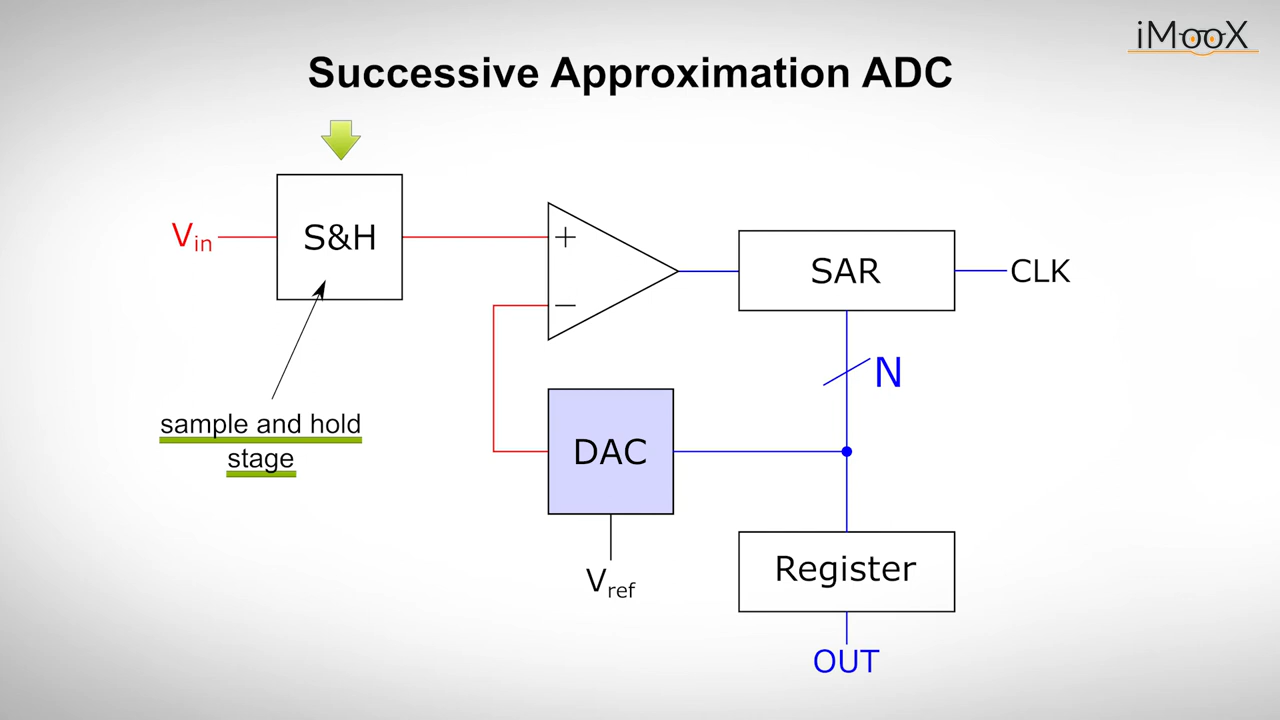 iMooX
Successive Approximation ADC
Vin
S&H
+
−
SAR
CLK
N
sample and hold
stage
DAC
Vref
Register
OUT